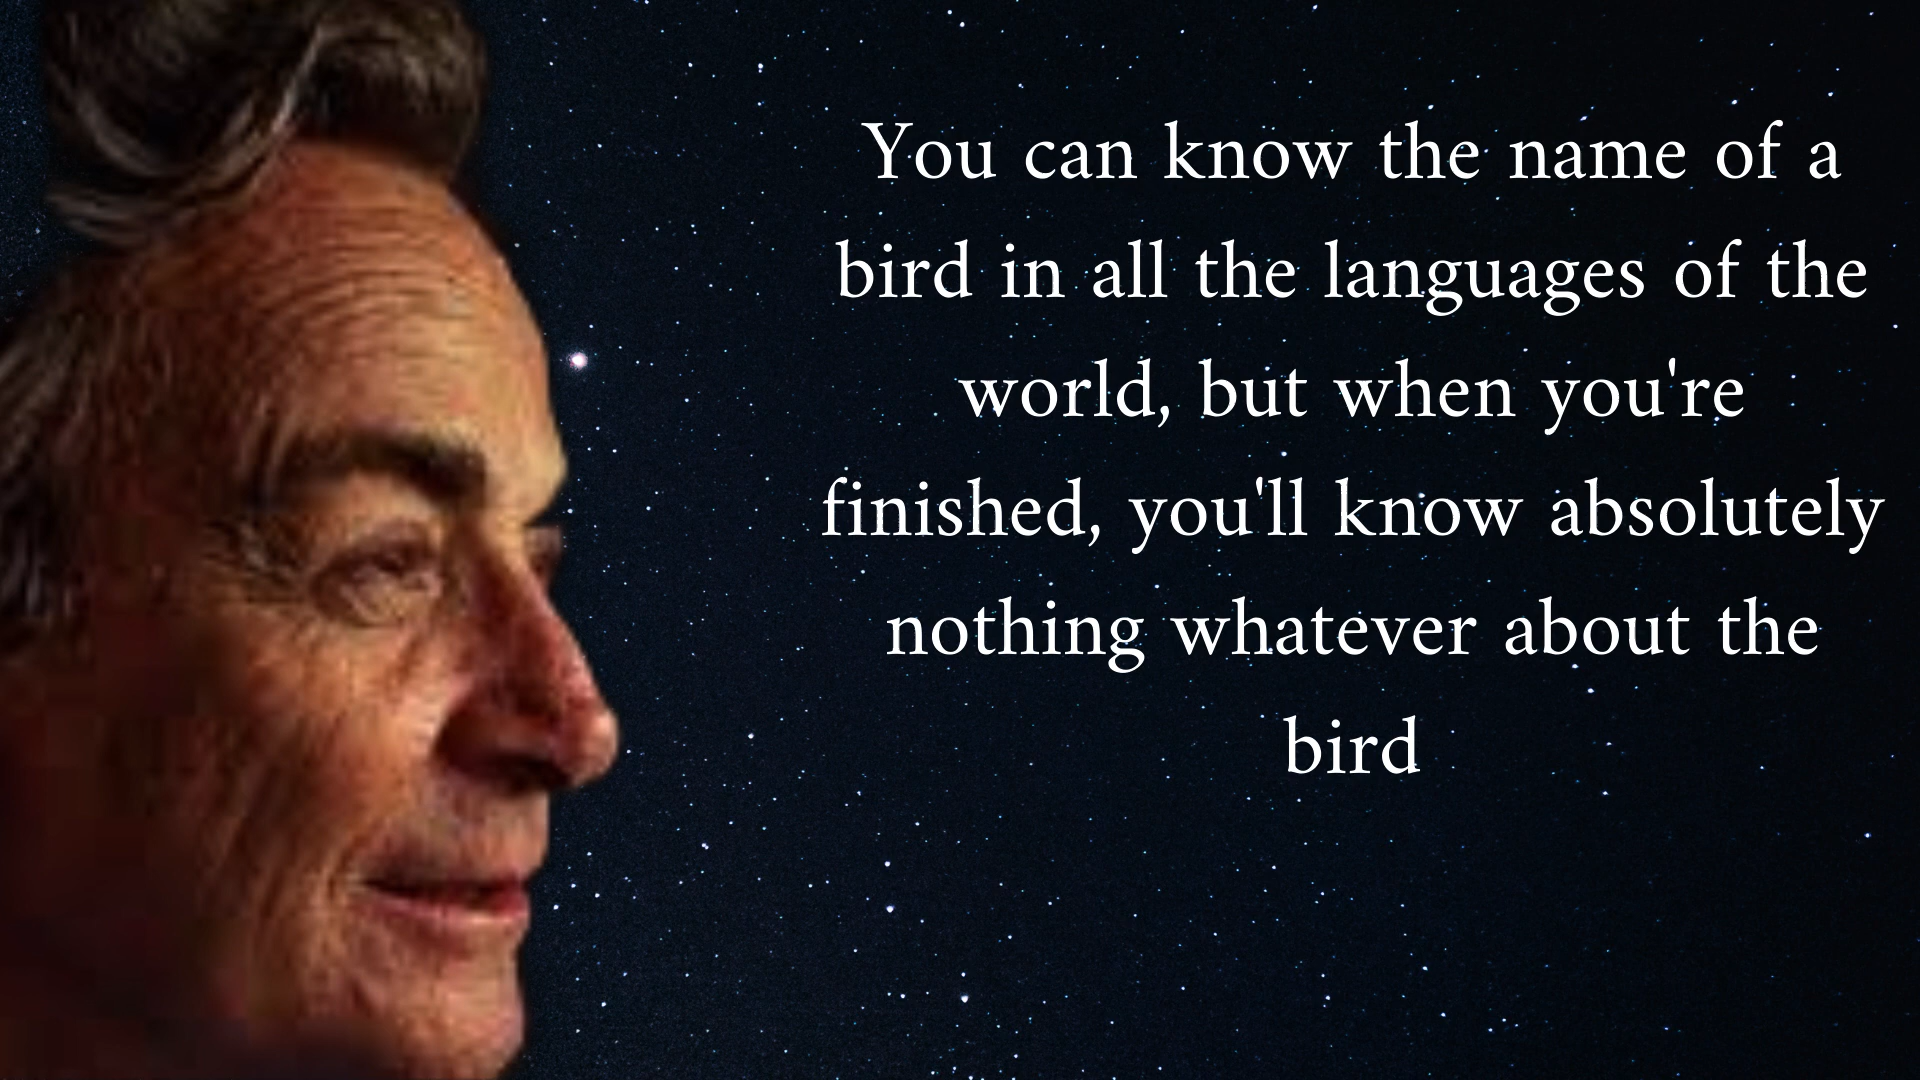 You can know the name of a
bird in all the languages of the
world, but when you're
finished, you'll know absolutely
nothing whatever about the
bird